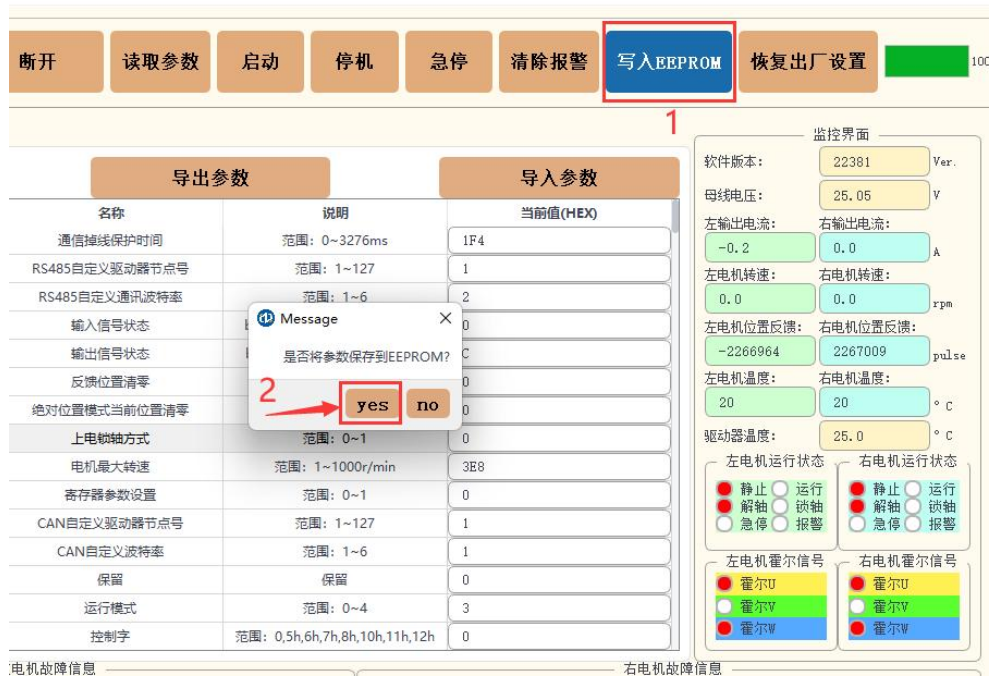 断开 读取参数 启动 停机 急停 清除报警 写入EEPROM 恢复出厂设置 100
1
导出参数 导入参数
名称 说明 当前值(HEX)
通信掉线保护时间 范围：0~3276ms 1F4
RS485自定义驱动器节点号 范围：1~127 1
RS485自定义通讯波特率 范围：1~6 2
输入信号状态 0
输出信号状态 C
反馈位置清零 0
绝对位置模式当前位置清零 0
上电锁轴方式 范围：0~1 0
电机最大转速 范围：1~1000r/min 3E8
寄存器参数设置 范围：0~1 0
CAN自定义驱动器节点号 范围：1~127 1
CAN自定义波特率 范围：1~6 1
保留 保留 0
运行模式 范围：0~4 3
控制字 范围：0,5h,6h,7h,8h,10h,11h,12h 0
Message
是否将参数保存到EEPROM?
2
yes no
监控界面
软件版本： 22381 Ver.
母线电压： 25.05 V
左输出电流： 右输出电流：
-0.2 0.0 A
左电机转速： 右电机转速：
0.0 0.0 rpm
左电机位置反馈： 右电机位置反馈：
-2266964 2267009 pulse
左电机温度： 右电机温度：
20 20 °C
驱动器温度： 25.0 °C
左电机运行状态 右电机运行状态
静止 运行 静止 运行
解轴 锁轴 解轴 锁轴
急停 报警 急停 报警
左电机霍尔信号 右电机霍尔信号
霍尔U 霍尔U
霍尔V 霍尔V
霍尔W 霍尔W
电机故障信息 右电机故障信息